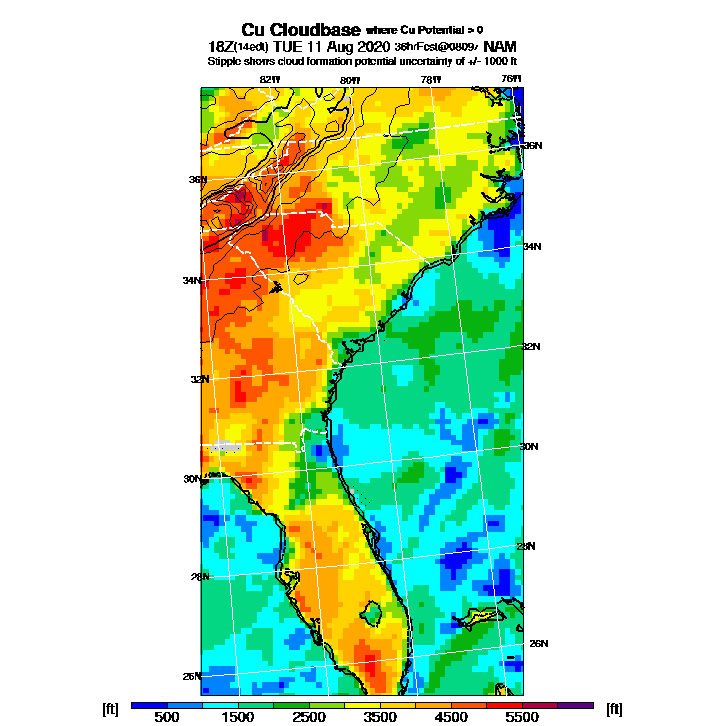 Cu Cloudbase where Cu Potential > 0
18Z(14edt) TUE 11 Aug 2020 36hrFcst@0809z NAM
Stipple shows cloud formation potential uncertainty of +/- 1000 ft
82W 80W 78W 76W
36N
36N
34N
34N
32N
32N
30N
30N
28N
28N
26N
26N
[ft] 500 1500 2500 3500 4500 5500 [ft]